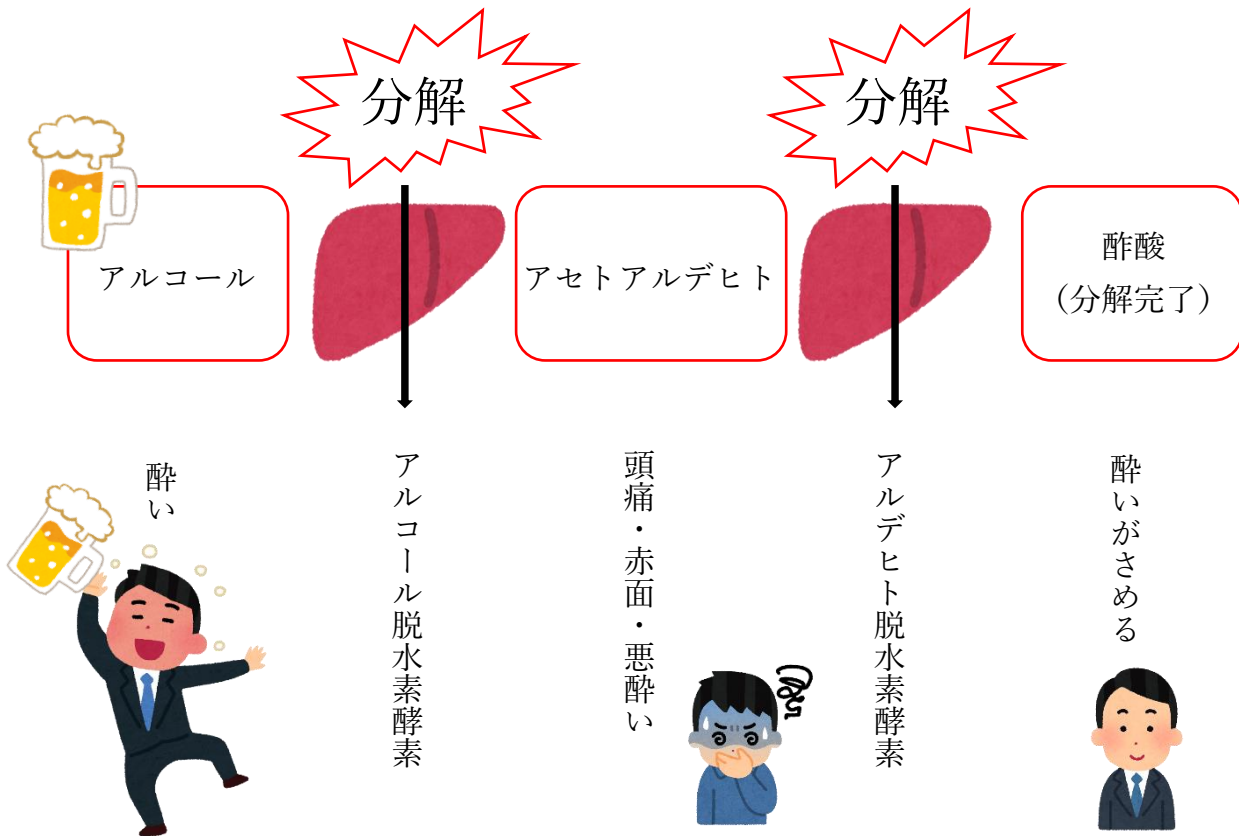 分解
分解
アルコール
アセトアルデヒト
酢酸
(分解完了)
酔い
アルコール脱水素酵素
頭痛・赤面・悪酔い
アルデヒト脱水素酵素
酔いがさめる